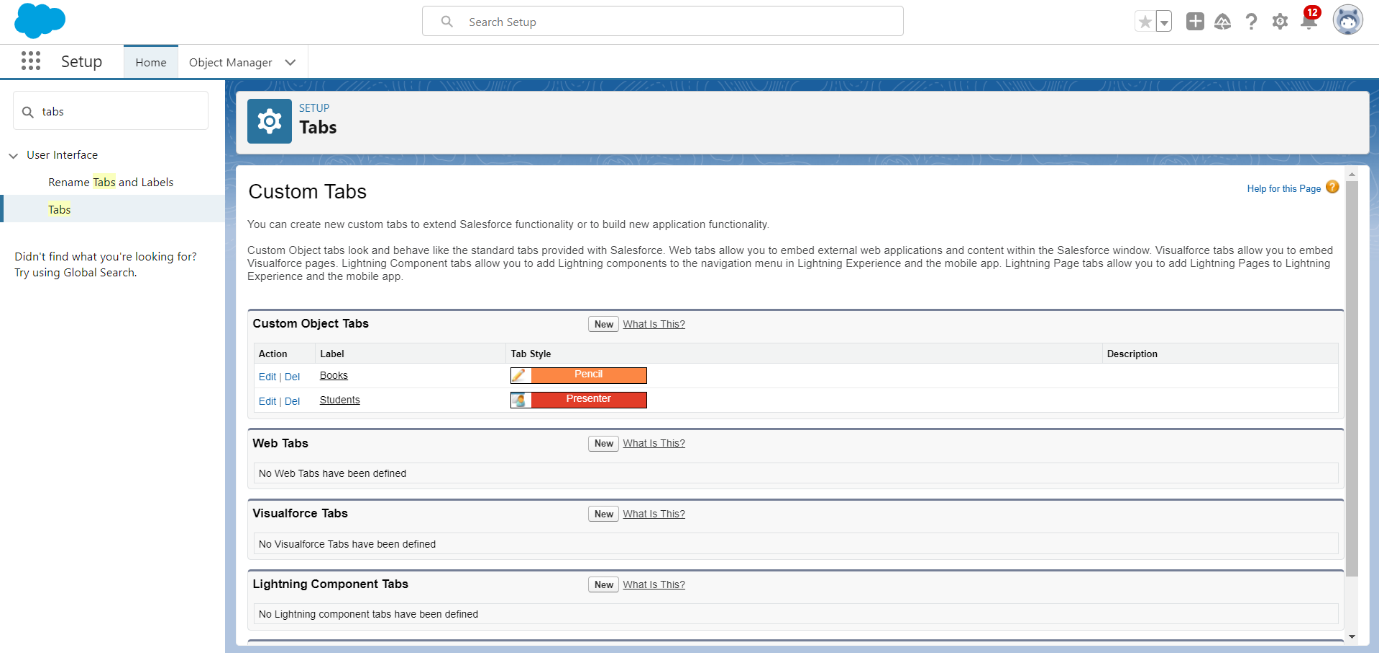 Search Setup
12
Setup
Home
Object Manager
tabs
User Interface
Rename Tabs and Labels
Tabs
Didn't find what you're looking for?
Try using Global Search.
SETUP
Tabs
Custom Tabs
Help for this Page
?
You can create new custom tabs to extend Salesforce functionality or to build new application functionality.
Custom Object tabs look and behave like the standard tabs provided with Salesforce. Web tabs allow you to embed external web applications and content within the Salesforce window. Visualforce tabs allow you to embed
Visualforce pages. Lightning Component tabs allow you to add Lightning components to the navigation menu in Lightning Experience and the mobile app. Lightning Page tabs allow you to add Lightning Pages to Lightning
Experience and the mobile app.
Custom Object Tabs New What Is This?
Action Label Tab Style Description
Edit | Del Books Pencil
Edit | Del Students Presenter
Web Tabs New What Is This?
No Web Tabs have been defined
Visualforce Tabs New What Is This?
No Visualforce Tabs have been defined
Lightning Component Tabs New What Is This?
No Lightning component tabs have been defined